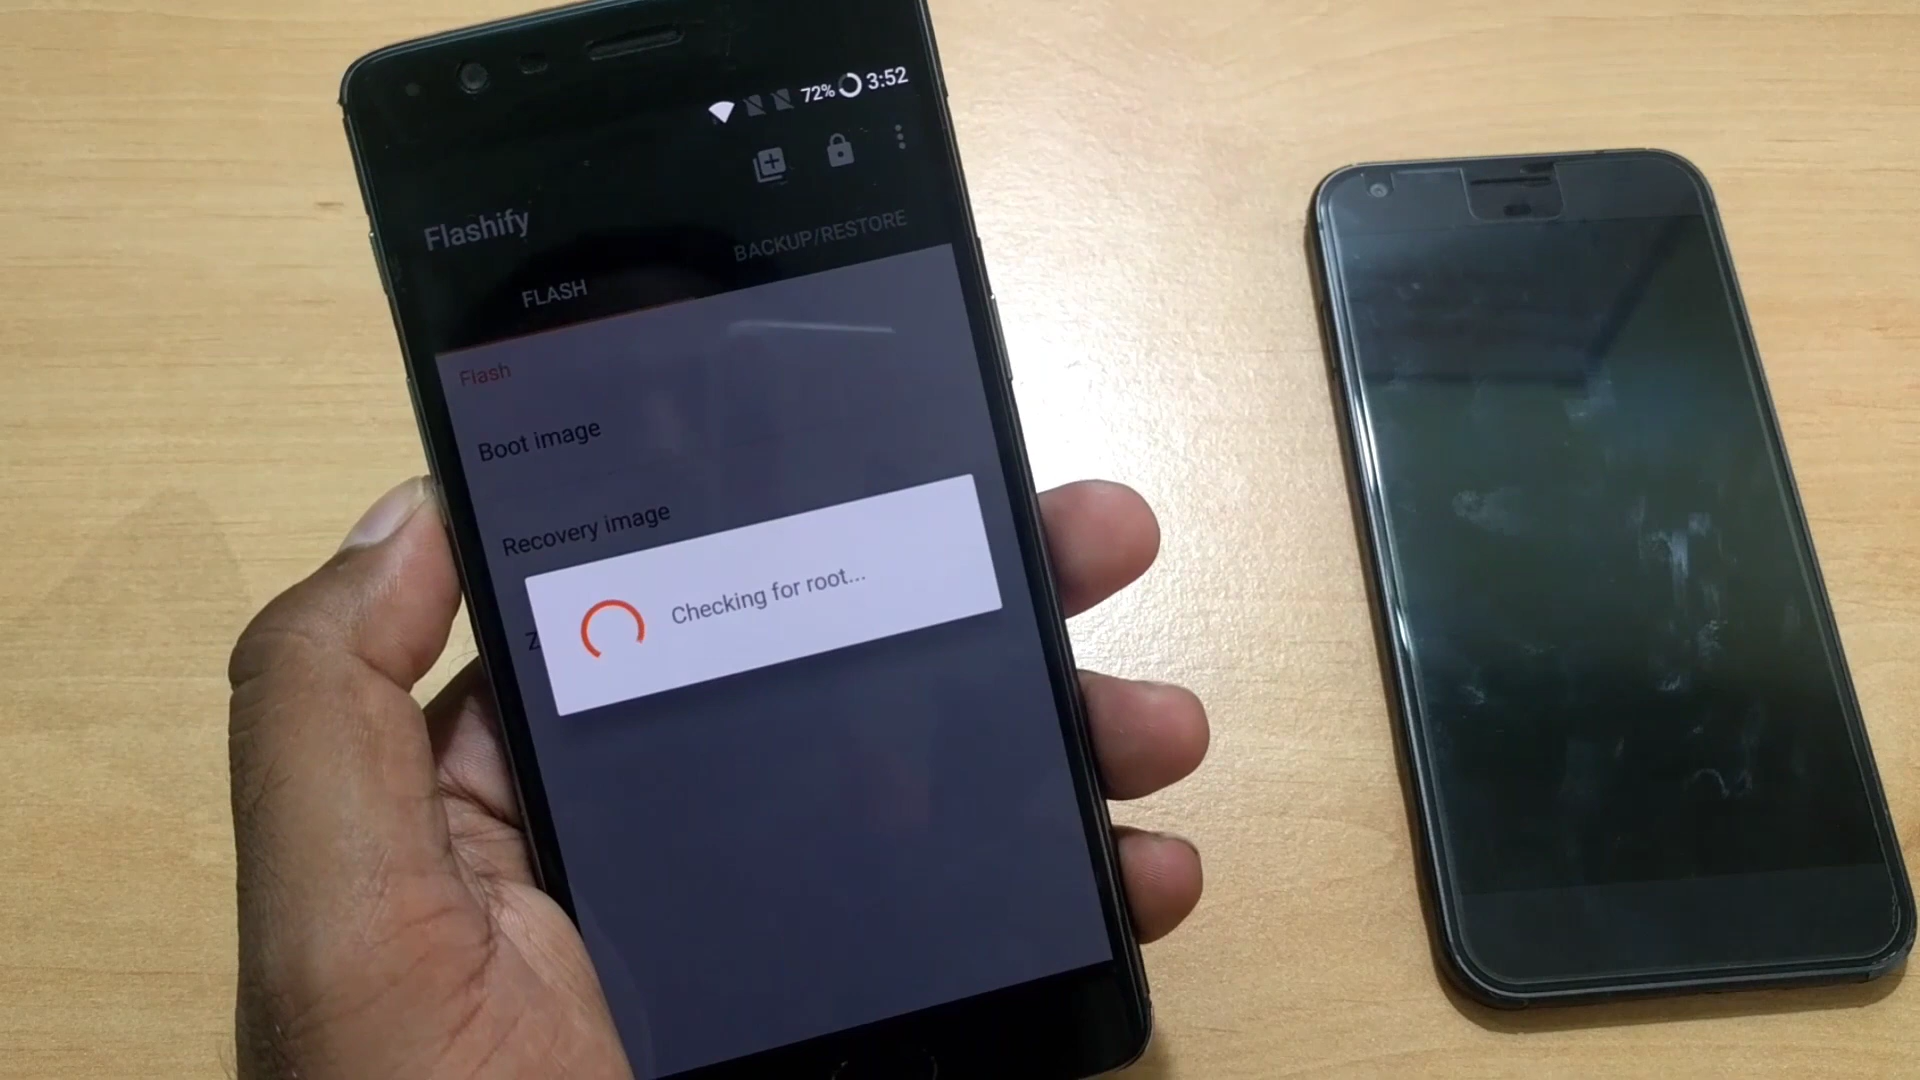 72% 3:52
Flashify
FLASH BACKUP/RESTORE
Flash
Boot image
Recovery image
Z
Checking for root...